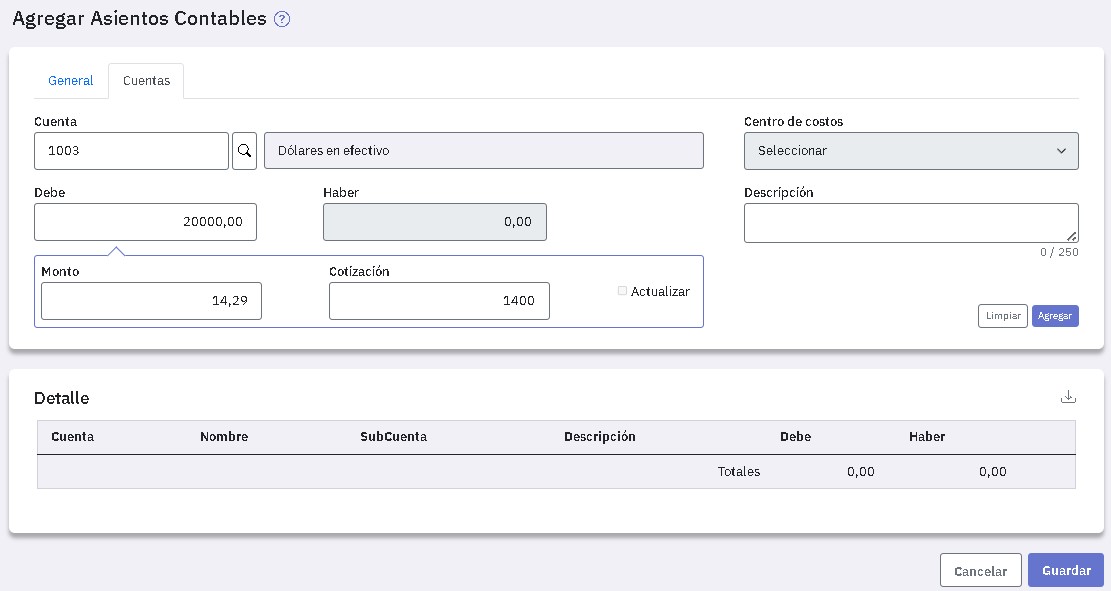 Agregar Asientos Contables ?
General Cuentas
Cuenta Centro de costos
1003 Dólares en efectivo Seleccionar
Debe Haber Descripción
20000,00 0,00
0 / 250
Monto Cotización
14,29 1400 Actualizar
Limpiar Agregar
Detalle
Cuenta Nombre SubCuenta Descripción Debe Haber
Totales 0,00 0,00
Cancelar Guardar